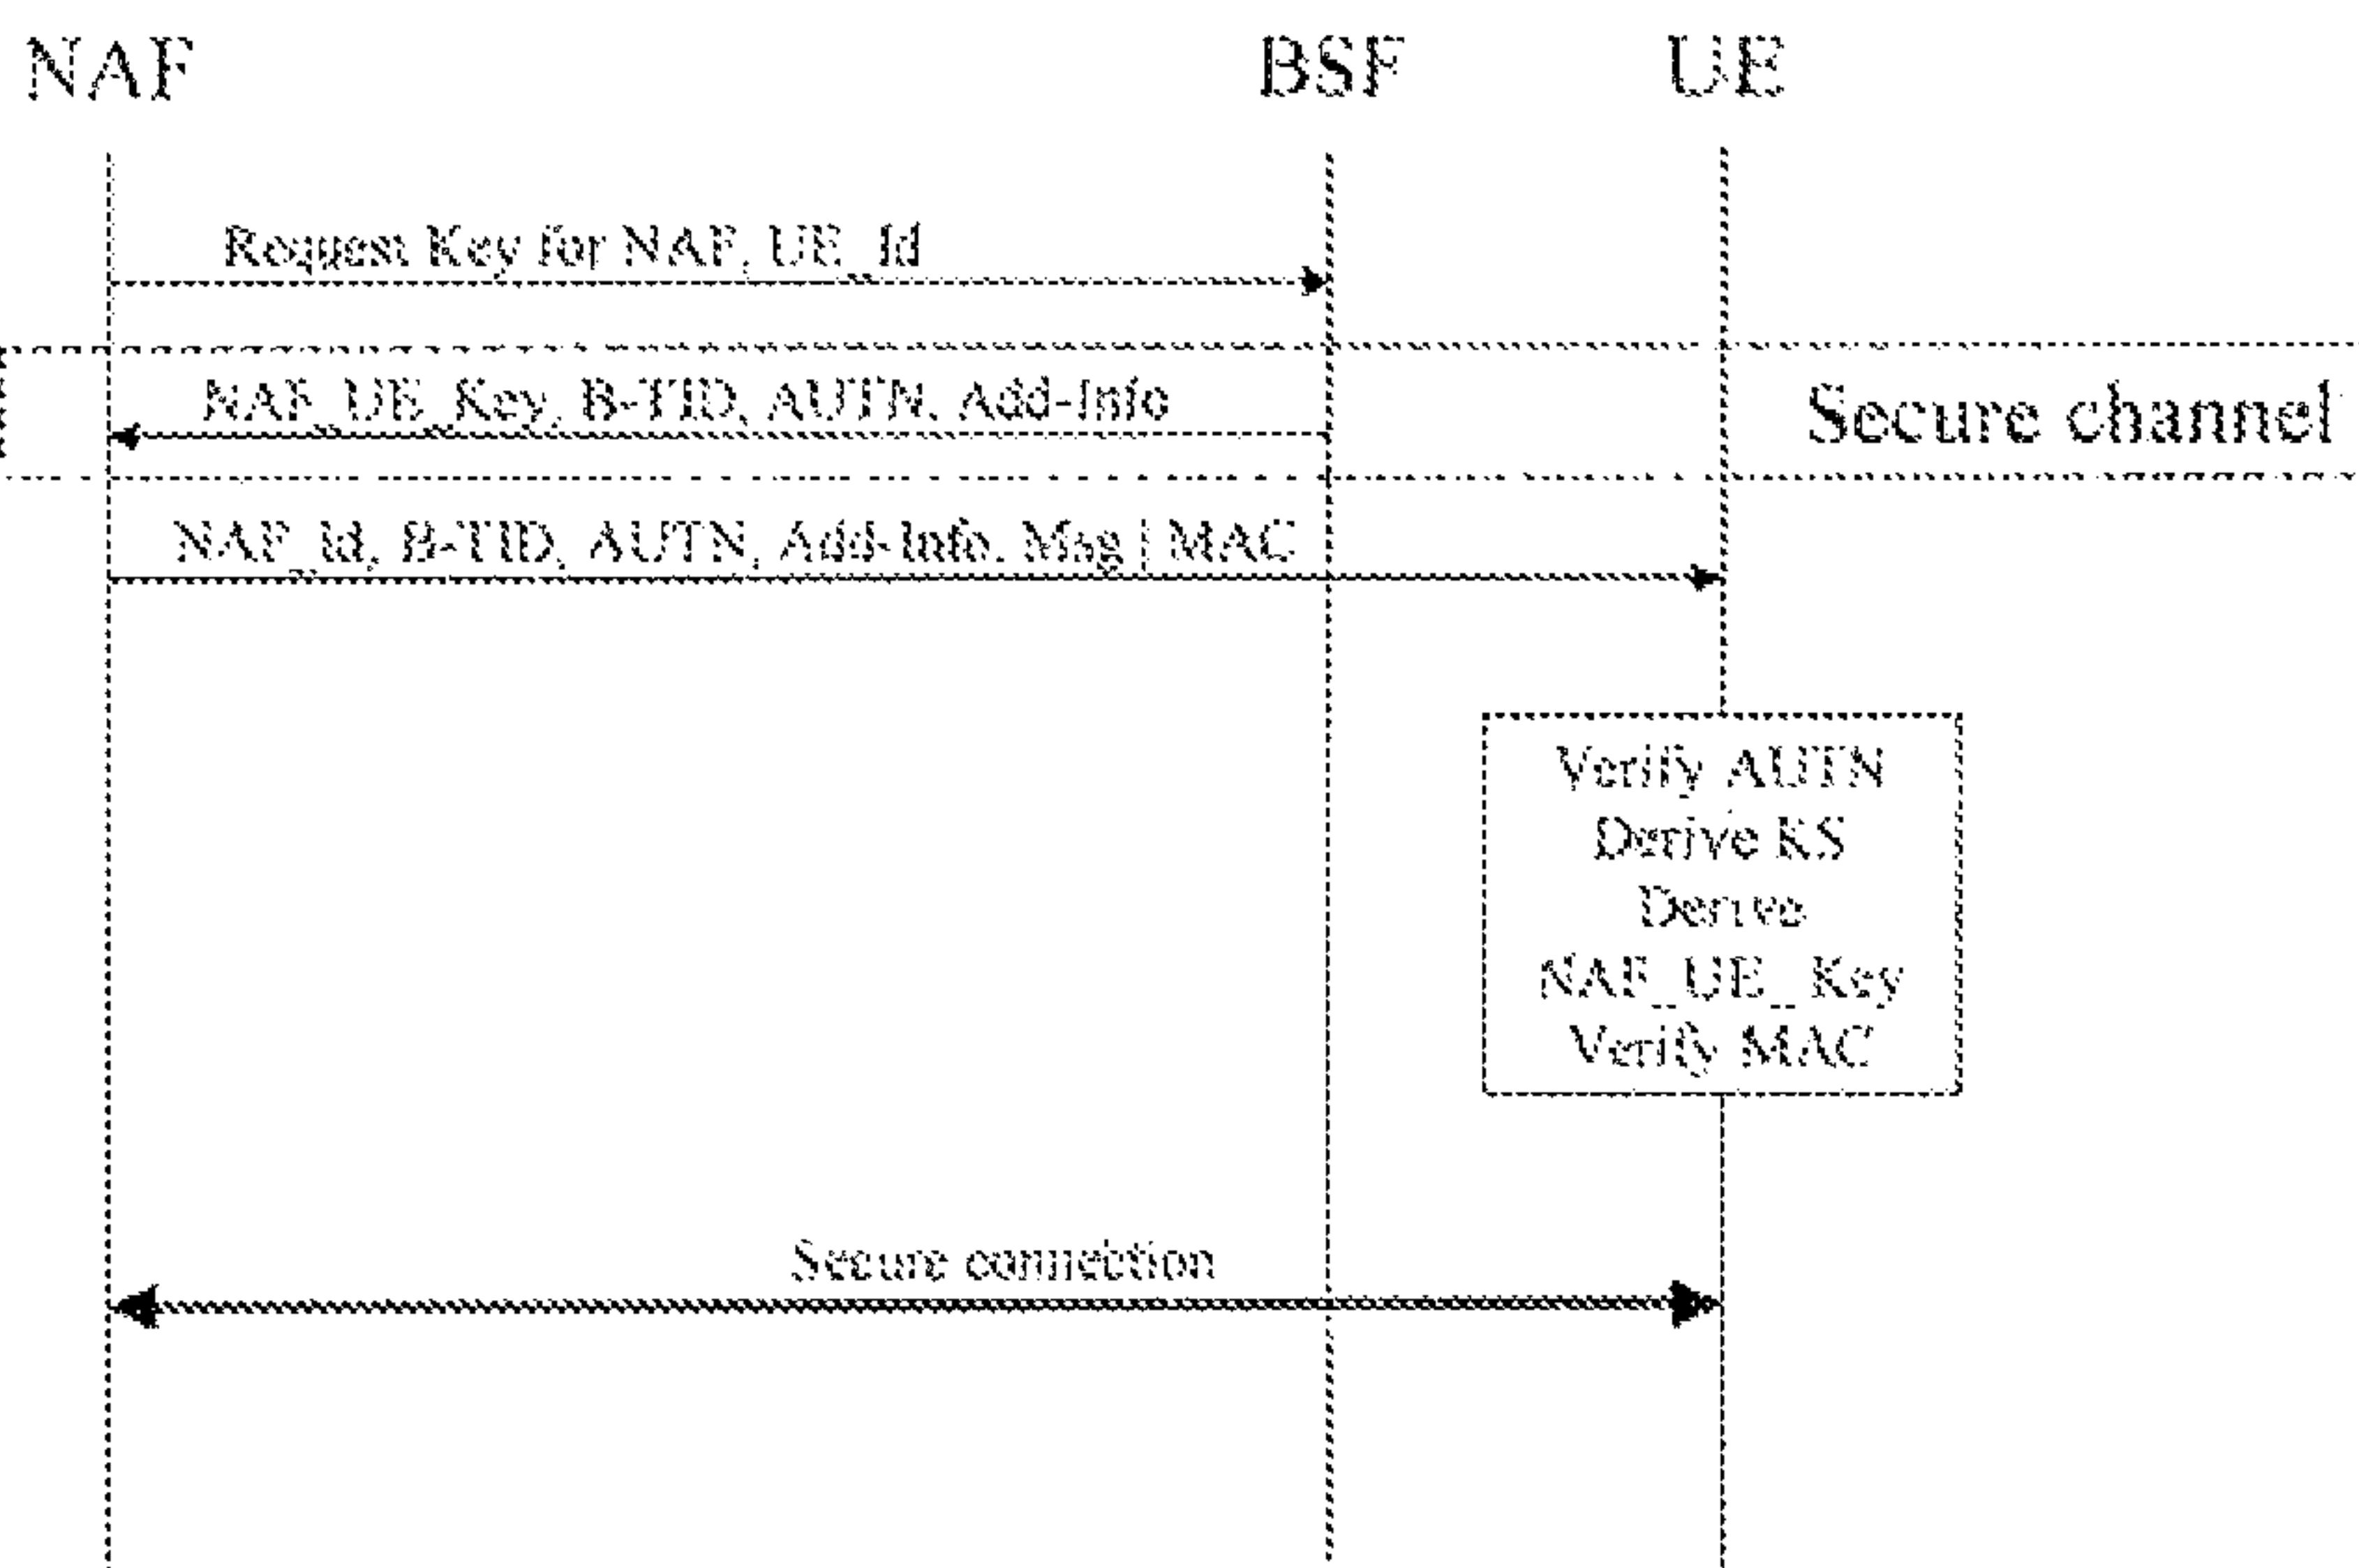 NAF BSF UE
Request Key for NAF, UE_Id
NAF_UE_Key, B-TID, AUTN, Add-Info
Secure channel
NAF_Id, B-TID, AUTN, Add-Info, Msg | MAC
Verify AUTN
Derive KS
Derive
NAF_UE_Key
Verify MAC
Secure connection